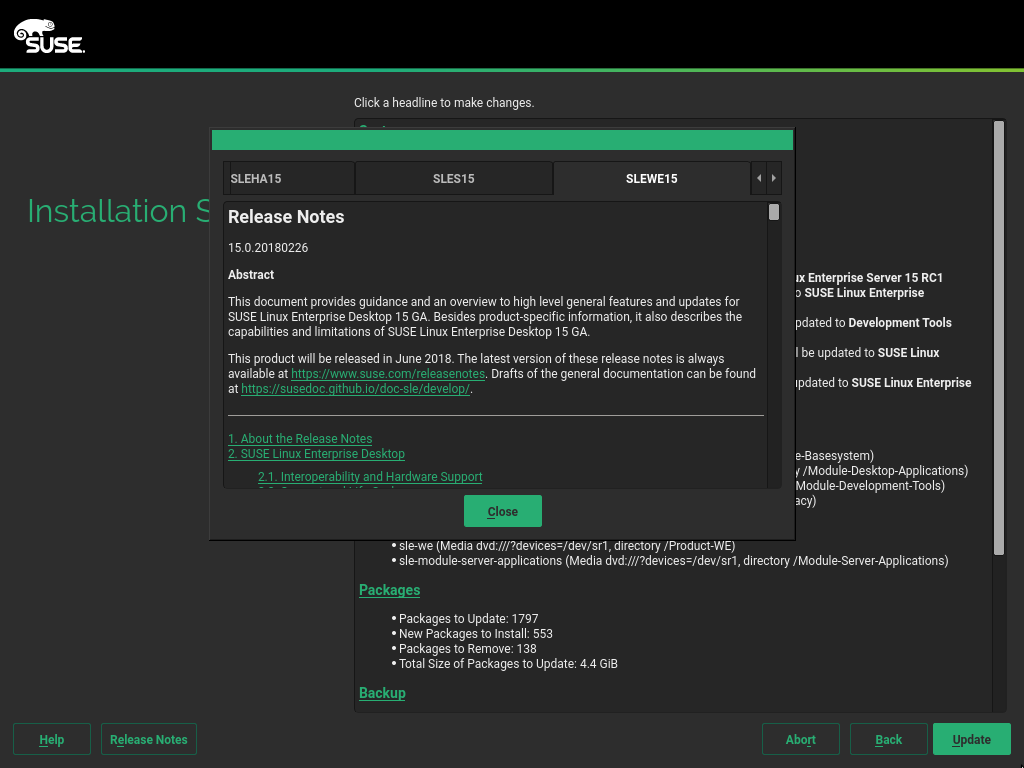 SUSE.
Click a headline to make changes.
Installation S
SLEHA15
SLES15
SLEWE15
Release Notes
15.0.20180226
Abstract
This document provides guidance and an overview to high level general features and updates for
SUSE Linux Enterprise Desktop 15 GA. Besides product-specific information, it also describes the
capabilities and limitations of SUSE Linux Enterprise Desktop 15 GA.
This product will be released in June 2018. The latest version of these release notes is always
available at https://www.suse.com/releasenotes. Drafts of the general documentation can be found
at https://susedoc.github.io/doc-sle/develop/.
1. About the Release Notes
2. SUSE Linux Enterprise Desktop
2.1. Interoperability and Hardware Support
Close
ux Enterprise Server 15 RC1
o SUSE Linux Enterprise
pdated to Development Tools
l be updated to SUSE Linux
updated to SUSE Linux Enterprise
e-Basesystem)
y /Module-Desktop-Applications)
Module-Development-Tools)
acy)
• sle-we (Media dvd:///?devices=/dev/sr1, directory /Product-WE)
• sle-module-server-applications (Media dvd:///?devices=/dev/sr1, directory /Module-Server-Applications)
Packages
• Packages to Update: 1797
• New Packages to Install: 553
• Packages to Remove: 138
• Total Size of Packages to Update: 4.4 GiB
Backup
Help
Release Notes
Abort
Back
Update